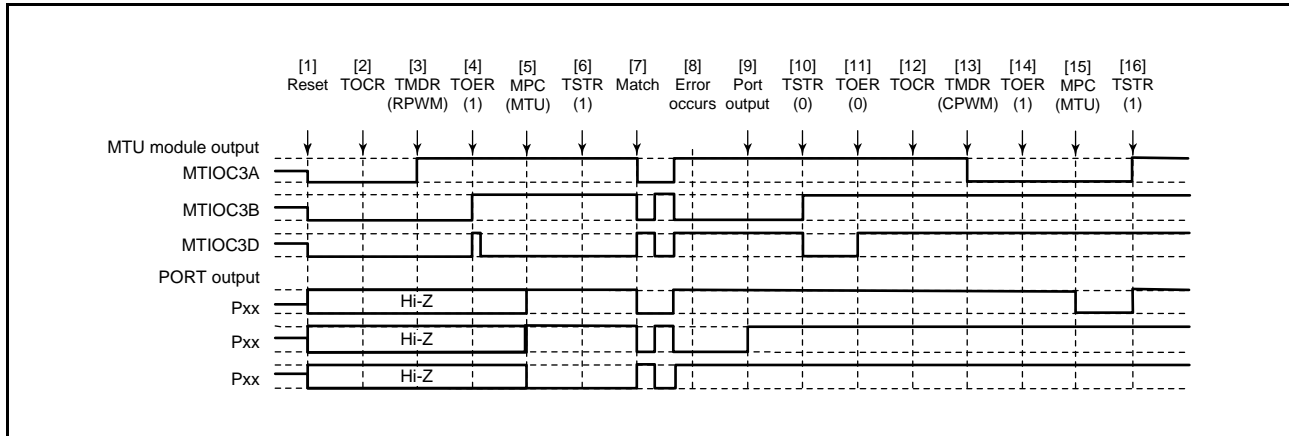 [1] [2] [3] [4] [5] [6] [7] [8] [9] [10] [11] [12] [13] [14] [15] [16]
Reset TOCR TMDR TOER MPC TSTR Match Error Port TSTR TOER TOCR TMDR TOER MPC TSTR
(RPWM) (1) (MTU) (1) occurs output (0) (0) (CPWM) (1) (MTU) (1)
MTU module output
MTIOC3A
MTIOC3B
MTIOC3D
PORT output
Pxx Hi-Z
Pxx Hi-Z
Pxx Hi-Z